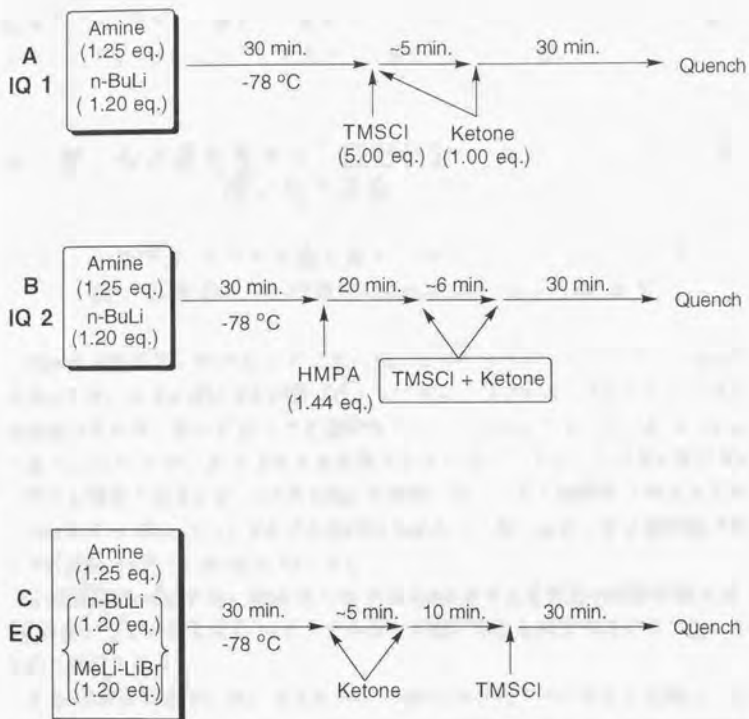 A
IQ 1
Amine
(1.25 eq.)
n-BuLi
( 1.20 eq.)
30 min.
-78 °C
~5 min.
30 min.
Quench
TMSCl
(5.00 eq.)
Ketone
(1.00 eq.)
B
IQ 2
Amine
(1.25 eq.)
n-BuLi
(1.20 eq.)
30 min.
-78 °C
20 min.
~6 min.
30 min.
Quench
HMPA
(1.44 eq.)
TMSCl + Ketone
C
EQ
Amine
(1.25 eq.)
n-BuLi
(1.20 eq.)
or
MeLi-LiBr
(1.20 eq.)
30 min.
-78 °C
~5 min.
10 min.
30 min.
Quench
Ketone
TMSCl